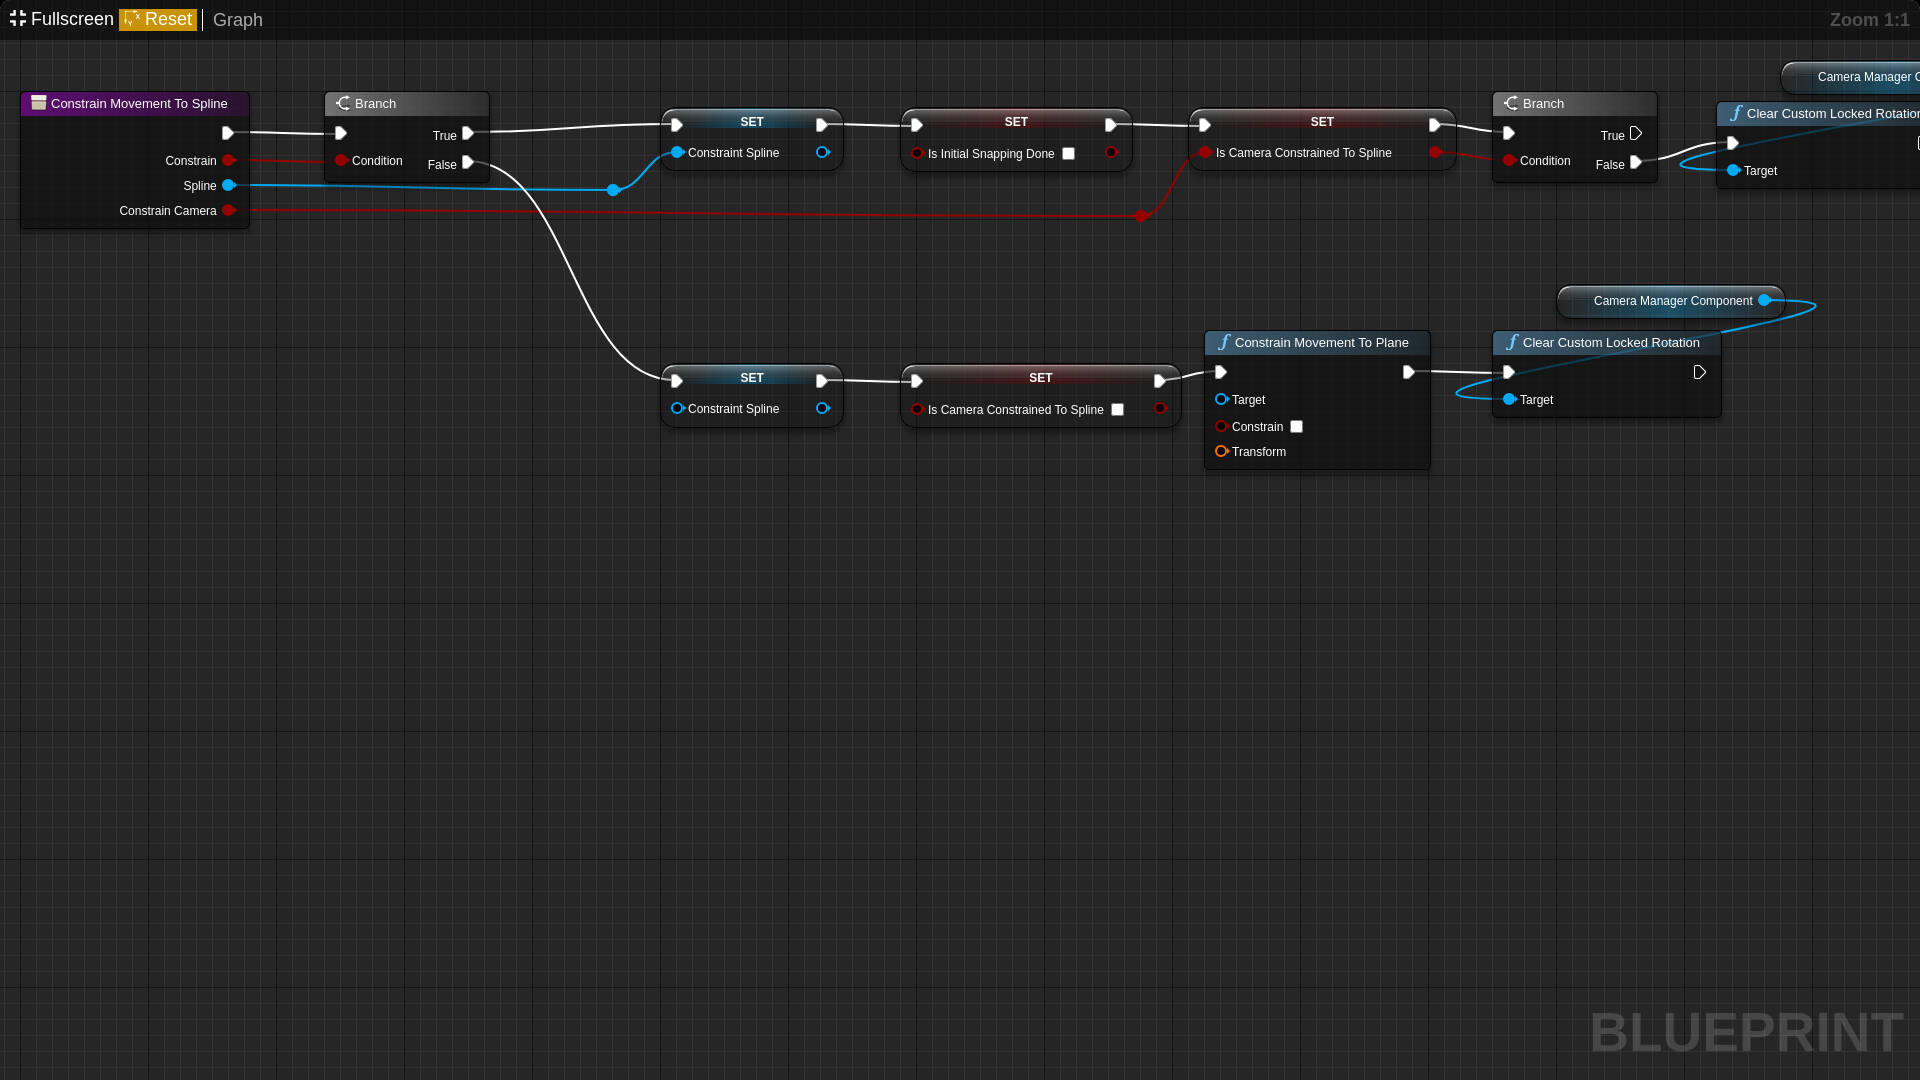 Fullscreen Reset Graph
Zoom 1:1
Constrain Movement To Spline
Constrain
Spline
Constrain Camera
Branch
True
Condition
False
SET
Constraint Spline
SET
Is Initial Snapping Done
SET
Is Camera Constrained To Spline
Branch
True
Condition
False
Camera Manager C
Clear Custom Locked Rotation
Target
SET
Constraint Spline
SET
Is Camera Constrained To Spline
Constrain Movement To Plane
Target
Constrain
Transform
Camera Manager Component
Clear Custom Locked Rotation
Target
BLUEPRINT